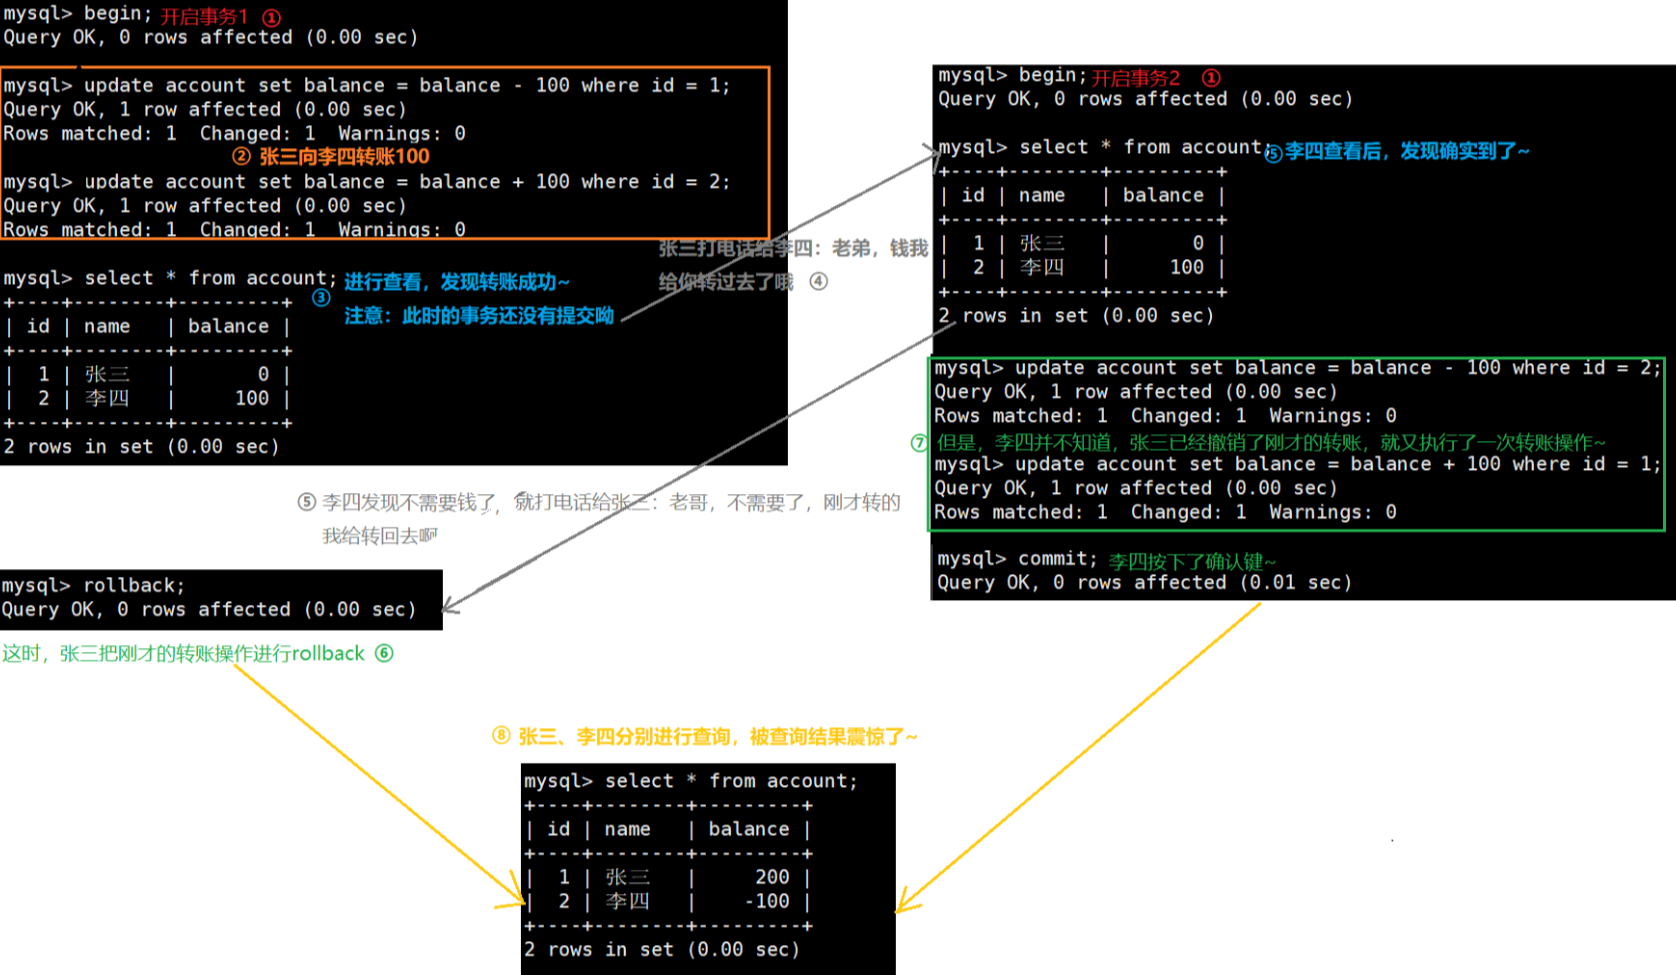 mysql> begin; 开启事务1 ①
Query OK, 0 rows affected (0.00 sec)
mysql> update account set balance = balance - 100 where id = 1;
Query OK, 1 row affected (0.00 sec)
Rows matched: 1  Changed: 1  Warnings: 0
② 张三向李四转账100
mysql> update account set balance = balance + 100 where id = 2;
Query OK, 1 row affected (0.00 sec)
Rows matched: 1  Changed: 1  Warnings: 0
mysql> select * from account; 进行查看，发现转账成功~
③
注意：此时的事务还没有提交呦
+----+--------+---------+
| id | name   | balance |
+----+--------+---------+
|  1 | 张三   |       0 |
|  2 | 李四   |     100 |
+----+--------+---------+
2 rows in set (0.00 sec)
张三打电话给李四：老弟，钱我
给你转过去了哦 ④
mysql> begin; 开启事务2 ①
Query OK, 0 rows affected (0.00 sec)
mysql> select * from account; ⑤李四查看后，发现确实到了~
+----+--------+---------+
| id | name   | balance |
+----+--------+---------+
|  1 | 张三   |       0 |
|  2 | 李四   |     100 |
+----+--------+---------+
2 rows in set (0.00 sec)
⑤ 李四发现不需要钱了，就打电话给张三：老哥，不需要了，刚才转的
我给转回去啊
mysql> rollback;
Query OK, 0 rows affected (0.00 sec)
这时，张三把刚才的转账操作进行rollback ⑥
mysql> update account set balance = balance - 100 where id = 2;
Query OK, 1 row affected (0.00 sec)
Rows matched: 1  Changed: 1  Warnings: 0
⑦ 但是，李四并不知道，张三已经撤销了刚才的转账，就又执行了一次转账操作~
mysql> update account set balance = balance + 100 where id = 1;
Query OK, 1 row affected (0.00 sec)
Rows matched: 1  Changed: 1  Warnings: 0
mysql> commit; 李四按下了确认键~
Query OK, 0 rows affected (0.01 sec)
⑧ 张三、李四分别进行查询，被查询结果震惊了~
mysql> select * from account;
+----+--------+---------+
| id | name   | balance |
+----+--------+---------+
|  1 | 张三   |     200 |
|  2 | 李四   |    -100 |
+----+--------+---------+
2 rows in set (0.00 sec)